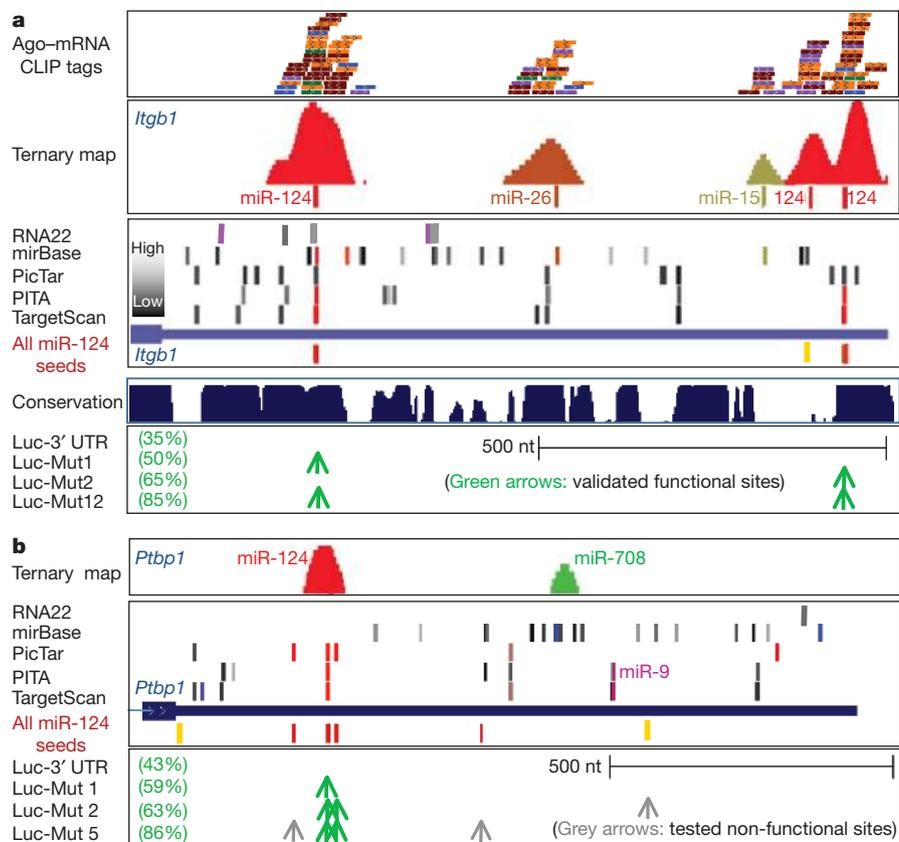 a
Ago–mRNA
CLIP tags
Itgb1
Ternary map
miR-124
miR-26
miR-15
124
124
RNA22
mirBase
High
PicTar
PITA
Low
TargetScan
All miR-124
seeds
Itgb1
Conservation
Luc-3′ UTR
(35%)
500 nt
Luc-Mut1
(50%)
Luc-Mut2
(65%)
(Green arrows: validated functional sites)
Luc-Mut12
(85%)
b
Ptbp1
miR-124
miR-708
Ternary map
RNA22
mirBase
PicTar
PITA
miR-9
TargetScan
Ptbp1
All miR-124
seeds
Luc-3′ UTR
(43%)
500 nt
Luc-Mut 1
(59%)
Luc-Mut 2
(63%)
Luc-Mut 5
(86%)
(Grey arrows: tested non-functional sites)